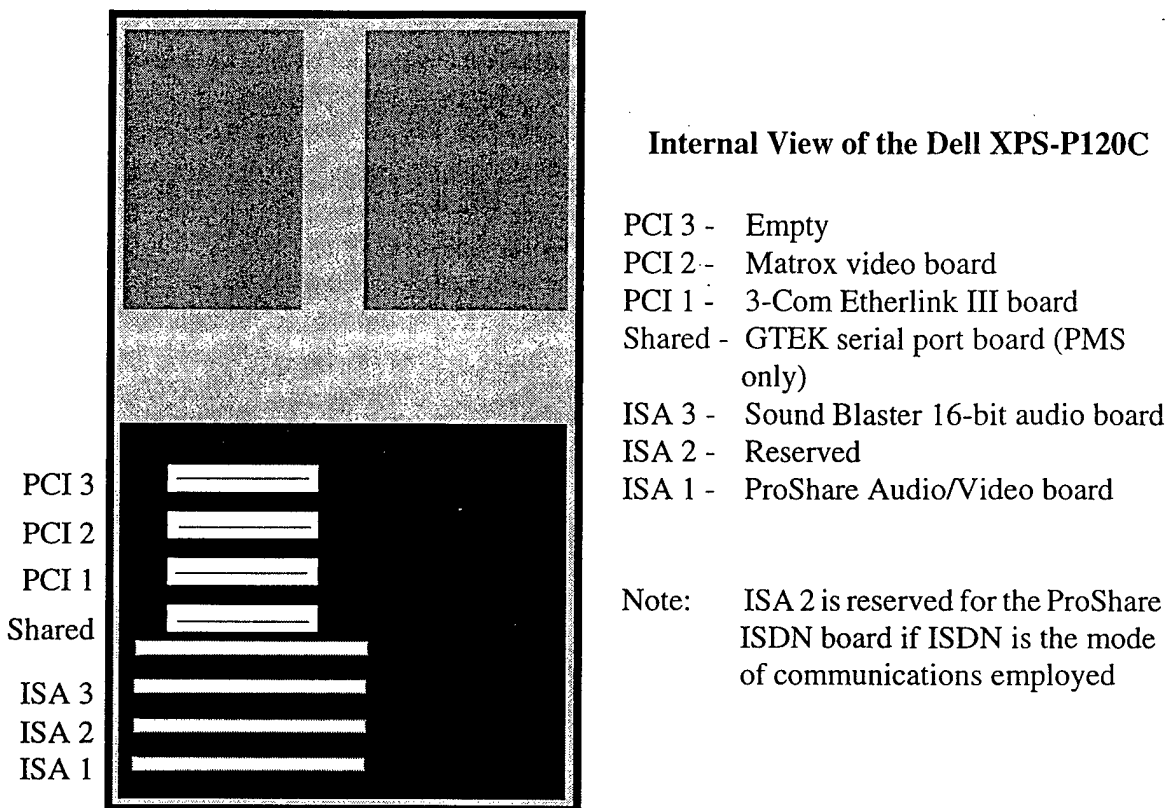 Internal View of the Dell XPS-P120C
PCI 3 - Empty
PCI 2 - Matrox video board
PCI 1 - 3-Com Etherlink III board
Shared - GTEK serial port board (PMS
only)
ISA 3 - Sound Blaster 16-bit audio board
ISA 2 - Reserved
ISA 1 - ProShare Audio/Video board
Note: ISA 2 is reserved for the ProShare
ISDN board if ISDN is the mode
of communications employed
PCI 3
PCI 2
PCI 1
Shared
ISA 3
ISA 2
ISA 1